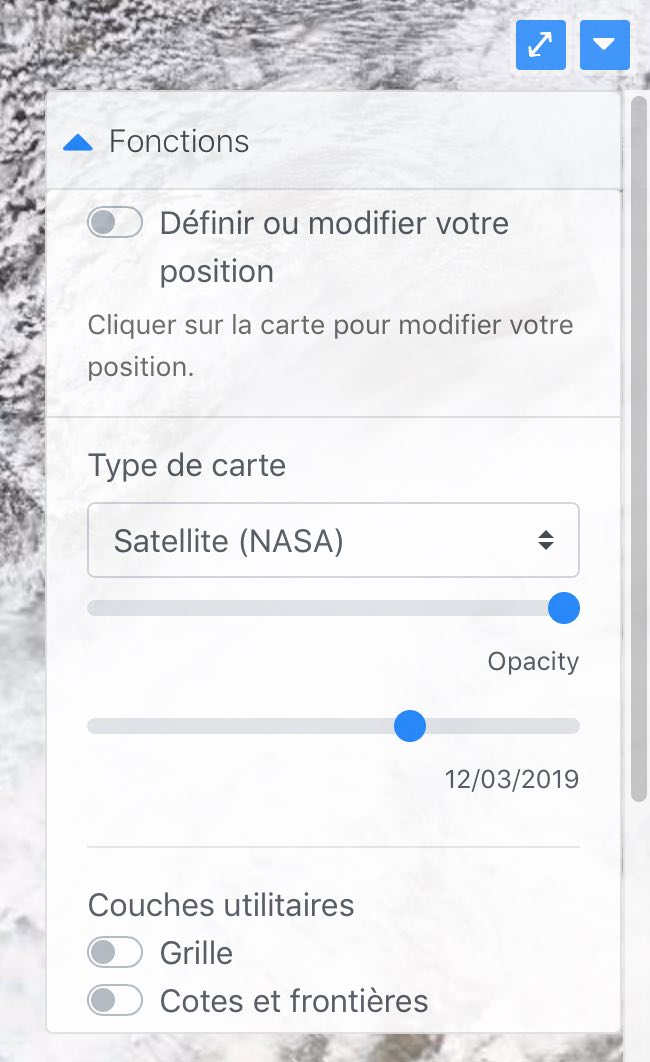 Fonctions
Définir ou modifier votre
position
Cliquer sur la carte pour modifier votre
position.
Type de carte
Satellite (NASA)
Opacity
12/03/2019
Couches utilitaires
Grille
Cotes et frontières